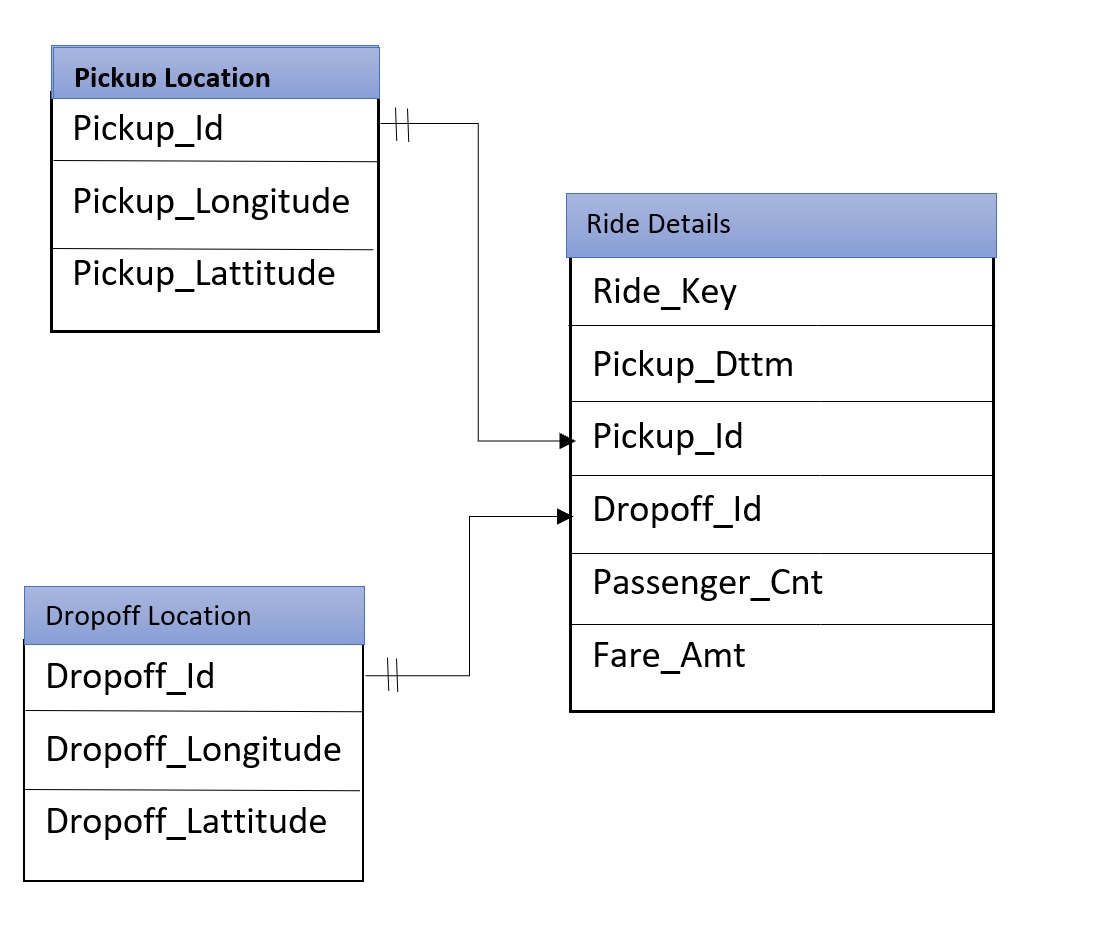 Pickup Location
Pickup_Id
Pickup_Longitude
Pickup_Lattitude
Ride Details
Ride_Key
Pickup_Dttm
Pickup_Id
Dropoff_Id
Passenger_Cnt
Fare_Amt
Dropoff Location
Dropoff_Id
Dropoff_Longitude
Dropoff_Lattitude